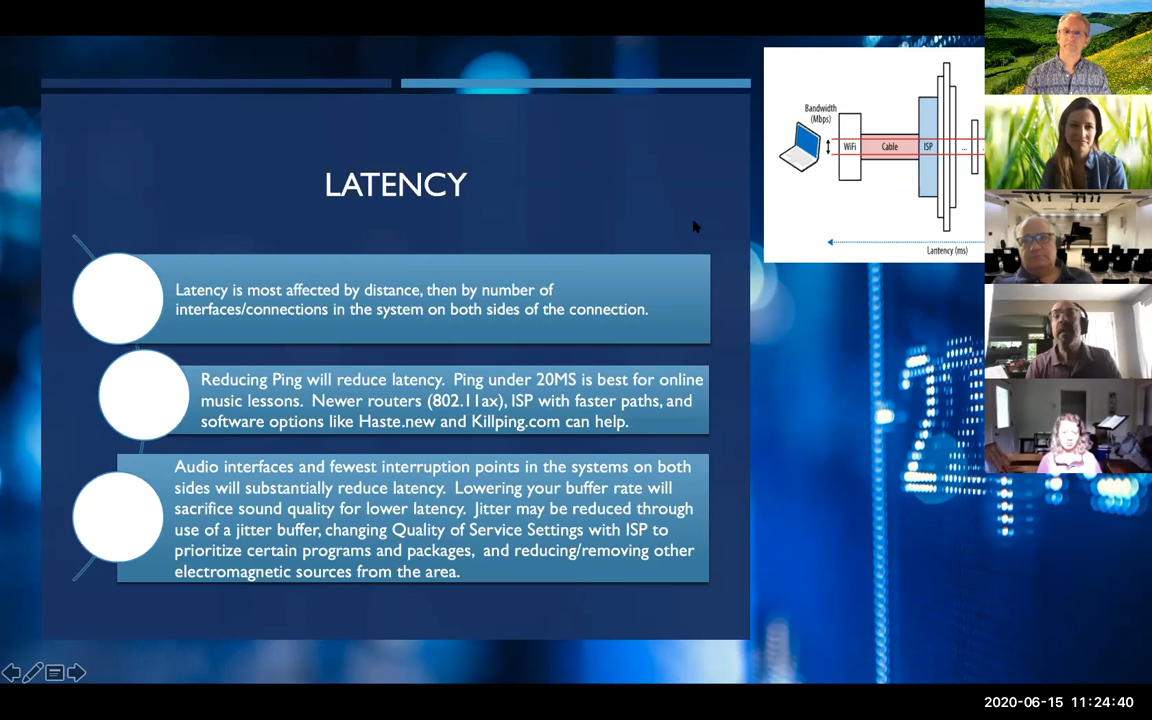 Bandwidth
(Mbps)
WiFi
Cable
ISP
...
Lantency (ms)
LATENCY
Latency is most affected by distance, then by number of
interfaces/connections in the system on both sides of the connection.
Reducing Ping will reduce latency.  Ping under 20MS is best for online
music lessons.  Newer routers (802.11ax), ISP with faster paths, and
software options like Haste.new and Killping.com can help.
Audio interfaces and fewest interruption points in the systems on both
sides will substantially reduce latency.  Lowering your buffer rate will
sacrifice sound quality for lower latency.  Jitter may be reduced through
use of a jitter buffer, changing Quality of Service Settings with ISP to
prioritize certain programs and packages,  and reducing/removing other
electromagnetic sources from the area.
2020-06-15 11:24:40